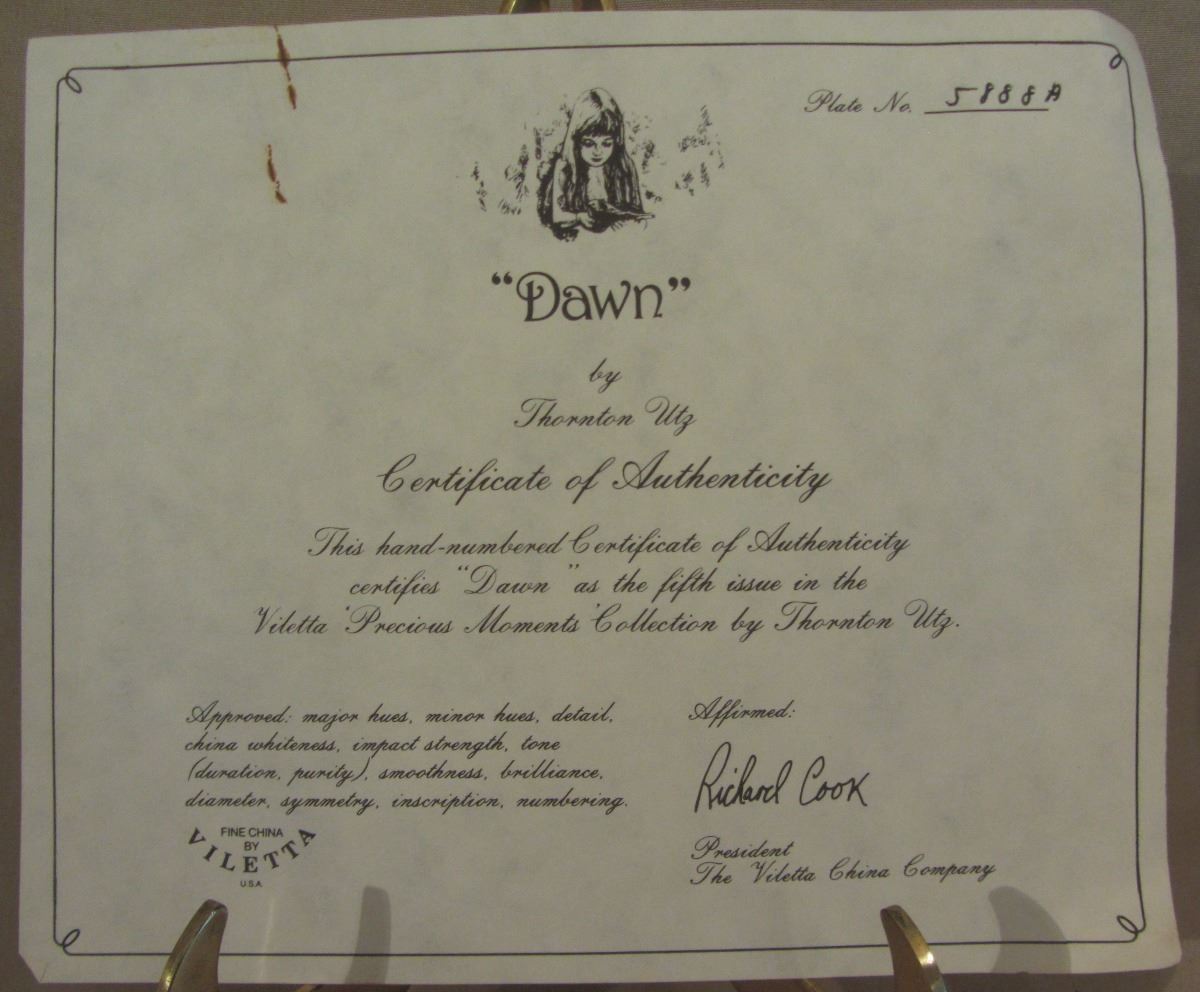 Plate No. 5888A
“Dawn”
by
Thornton Utz
Certificate of Authenticity
This hand-numbered Certificate of Authenticity
certifies “Dawn” as the fifth issue in the
Viletta ‘Precious Moments’ Collection by Thornton Utz.
Approved: major hues, minor hues, detail,
china whiteness, impact strength, tone
(duration, purity), smoothness, brilliance,
diameter, symmetry, inscription, numbering.
FINE CHINA
BY
VILETTA
U.S.A.
Affirmed:
Richard Cook
President
The Viletta China Company